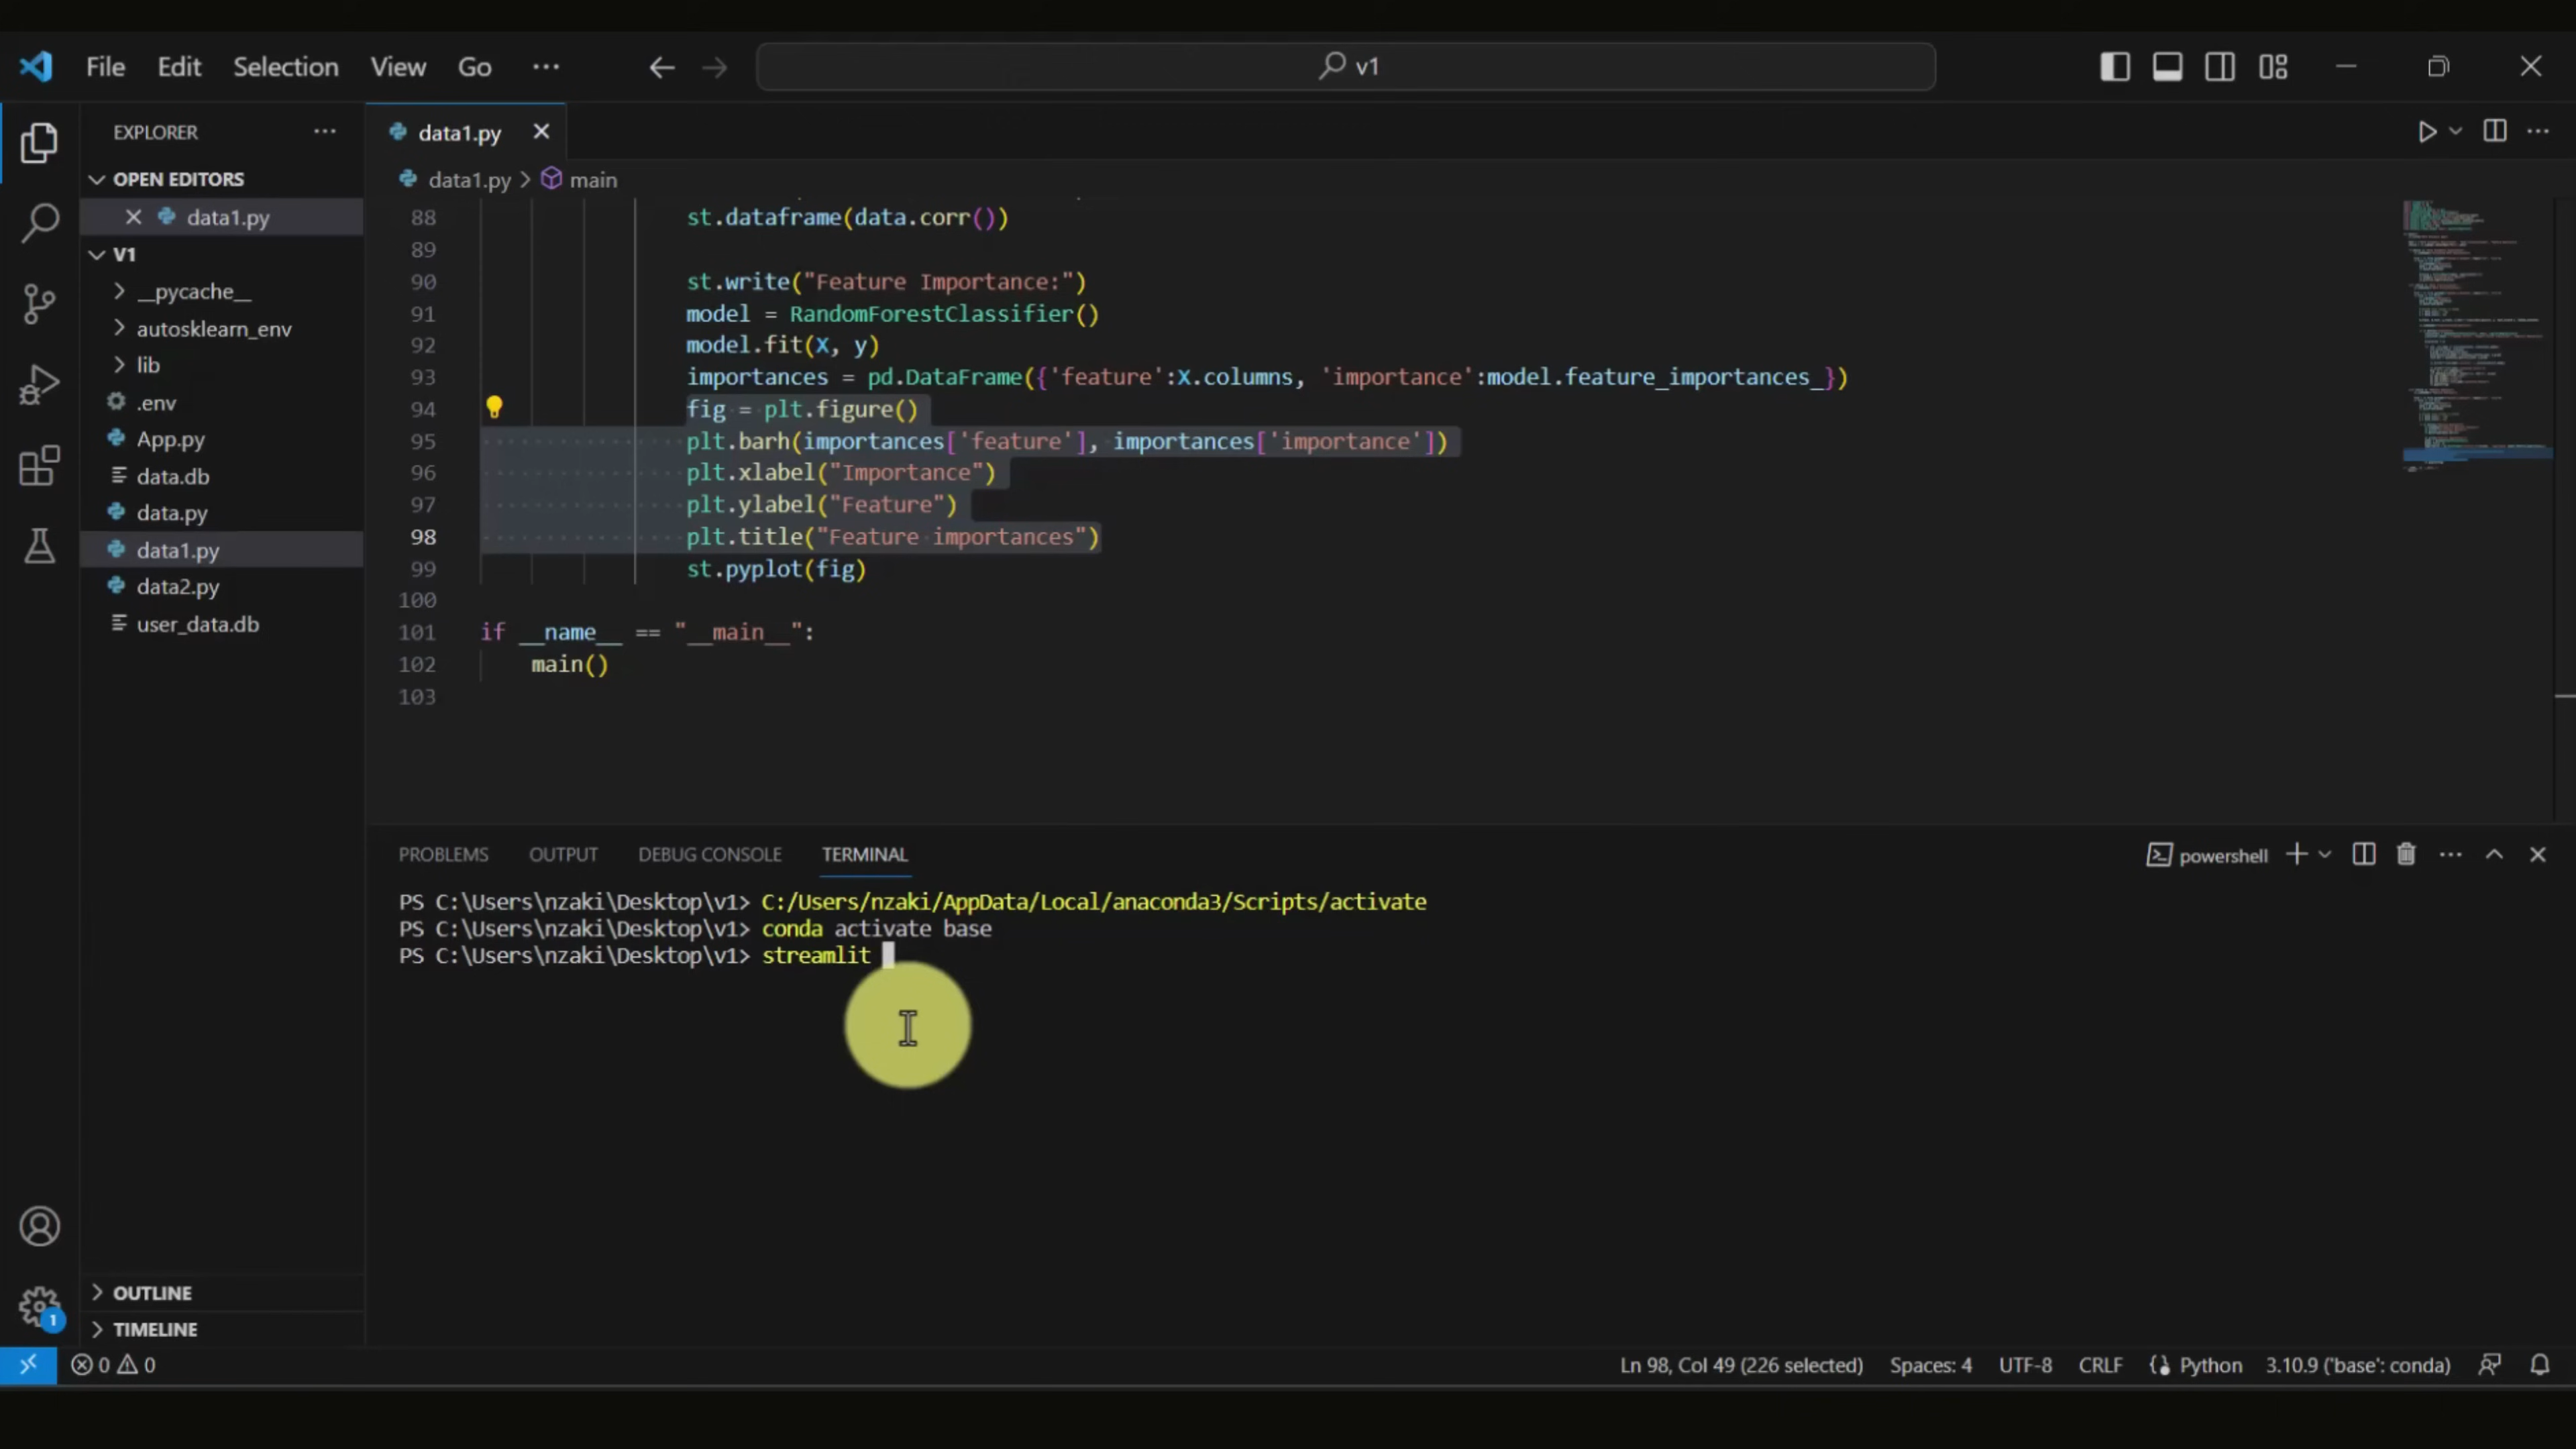 File Edit Selection View Go ··· v1
EXPLORER ···
OPEN EDITORS
data1.py
V1
__pycache__
autosklearn_env
lib
.env
App.py
data.db
data.py
data1.py
data2.py
user_data.db
OUTLINE
TIMELINE
data1.py
data1.py > main
88 st.dataframe(data.corr())
89
90 st.write("Feature Importance:")
91 model = RandomForestClassifier()
92 model.fit(X, y)
93 importances = pd.DataFrame({'feature':X.columns, 'importance':model.feature_importances_})
94 fig = plt.figure()
95 plt.barh(importances['feature'], importances['importance'])
96 plt.xlabel("Importance")
97 plt.ylabel("Feature")
98 plt.title("Feature importances")
99 st.pyplot(fig)
100
101 if __name__ == "__main__":
102 main()
103
PROBLEMS OUTPUT DEBUG CONSOLE TERMINAL powershell
PS C:\Users\nzaki\Desktop\v1> C:/Users/nzaki/AppData/Local/anaconda3/Scripts/activate
PS C:\Users\nzaki\Desktop\v1> conda activate base
PS C:\Users\nzaki\Desktop\v1> streamlit
1
0 0 Ln 98, Col 49 (226 selected) Spaces: 4 UTF-8 CRLF Python 3.10.9 ('base': conda)